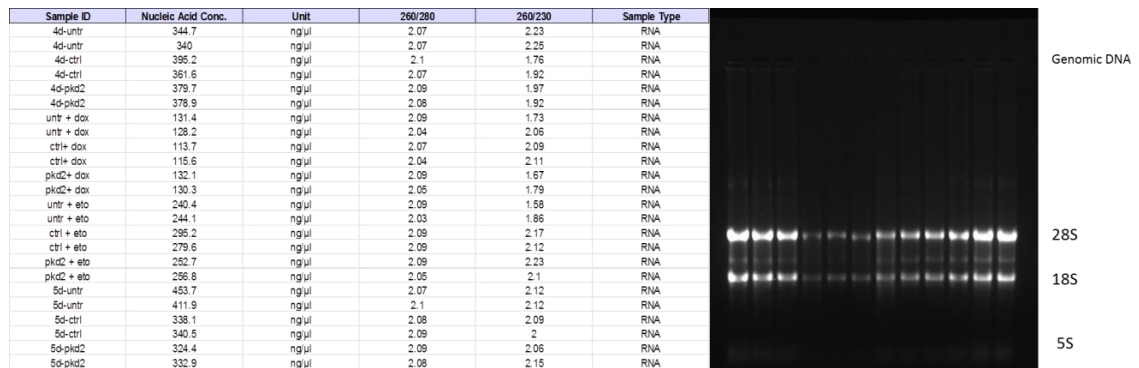 Sample ID Nucleic Acid Conc. Unit 260/280 260/230 Sample Type
4d-untr 344.7 ng/µl 2.07 2.23 RNA
4d-untr 340 ng/µl 2.07 2.25 RNA
4d-ctrl 395.2 ng/µl 2.1 1.76 RNA
4d-ctrl 361.6 ng/µl 2.07 1.92 RNA
4d-pkd2 379.7 ng/µl 2.09 1.97 RNA
4d-pkd2 378.9 ng/µl 2.08 1.92 RNA
untr + dox 131.4 ng/µl 2.09 1.73 RNA
untr + dox 128.2 ng/µl 2.04 2.06 RNA
ctrl+ dox 113.7 ng/µl 2.07 2.09 RNA
ctrl+ dox 115.6 ng/µl 2.04 2.11 RNA
pkd2+ dox 132.1 ng/µl 2.09 1.67 RNA
pkd2+ dox 130.3 ng/µl 2.05 1.79 RNA
untr + eto 240.4 ng/µl 2.09 1.58 RNA
untr + eto 244.1 ng/µl 2.03 1.86 RNA
ctrl + eto 295.2 ng/µl 2.09 2.17 RNA
ctrl + eto 279.6 ng/µl 2.09 2.12 RNA
pkd2 + eto 252.7 ng/µl 2.09 2.23 RNA
pkd2 + eto 256.8 ng/µl 2.05 2.1 RNA
5d-untr 453.7 ng/µl 2.07 2.12 RNA
5d-untr 411.9 ng/µl 2.1 2.12 RNA
5d-ctrl 338.1 ng/µl 2.08 2.09 RNA
5d-ctrl 340.5 ng/µl 2.09 2 RNA
5d-pkd2 324.4 ng/µl 2.09 2.06 RNA
5d-pkd2 332.9 ng/µl 2.08 2.15 RNA
Genomic DNA
28S
18S
5S